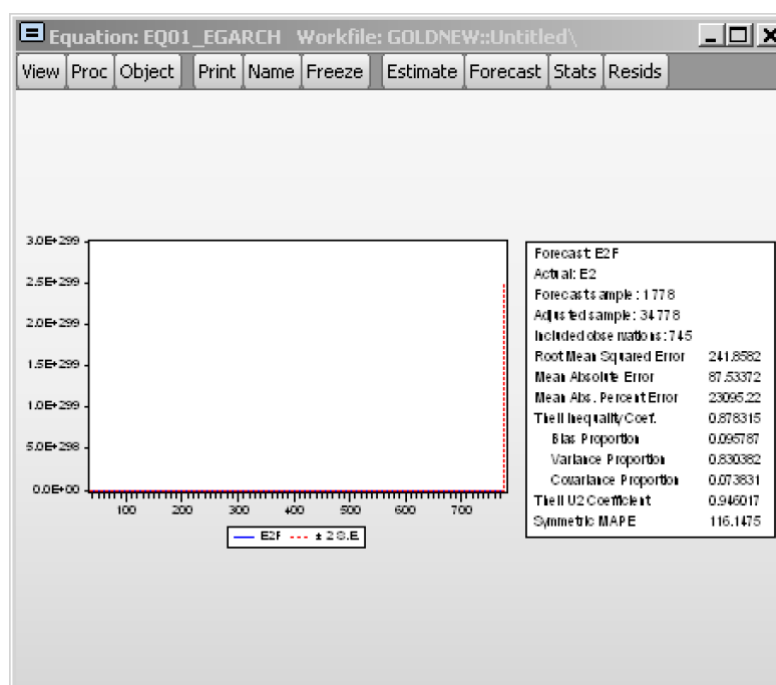 Equation: EQ01_EGARCH Workfile: GOLDNEW::Untitled\
View Proc Object Print Name Freeze Estimate Forecast Stats Resids
3.0E+299
2.5E+299
2.0E+299
1.5E+299
1.0E+299
5.0E+298
0.0E+00
100 200 300 400 500 600 700
E2F ± 2 S.E.
Forecast: E2F
Actual: E2
Forecast sample: 1 778
Adjusted sample: 34 778
Included observations: 745
Root Mean Squared Error 241.8582
Mean Absolute Error 87.53372
Mean Abs. Percent Error 23095.22
Theil Inequality Coef. 0.878315
Bias Proportion 0.095787
Variance Proportion 0.830382
Covariance Proportion 0.073831
Theil U2 Coefficient 0.946017
Symmetric MAPE 116.1475